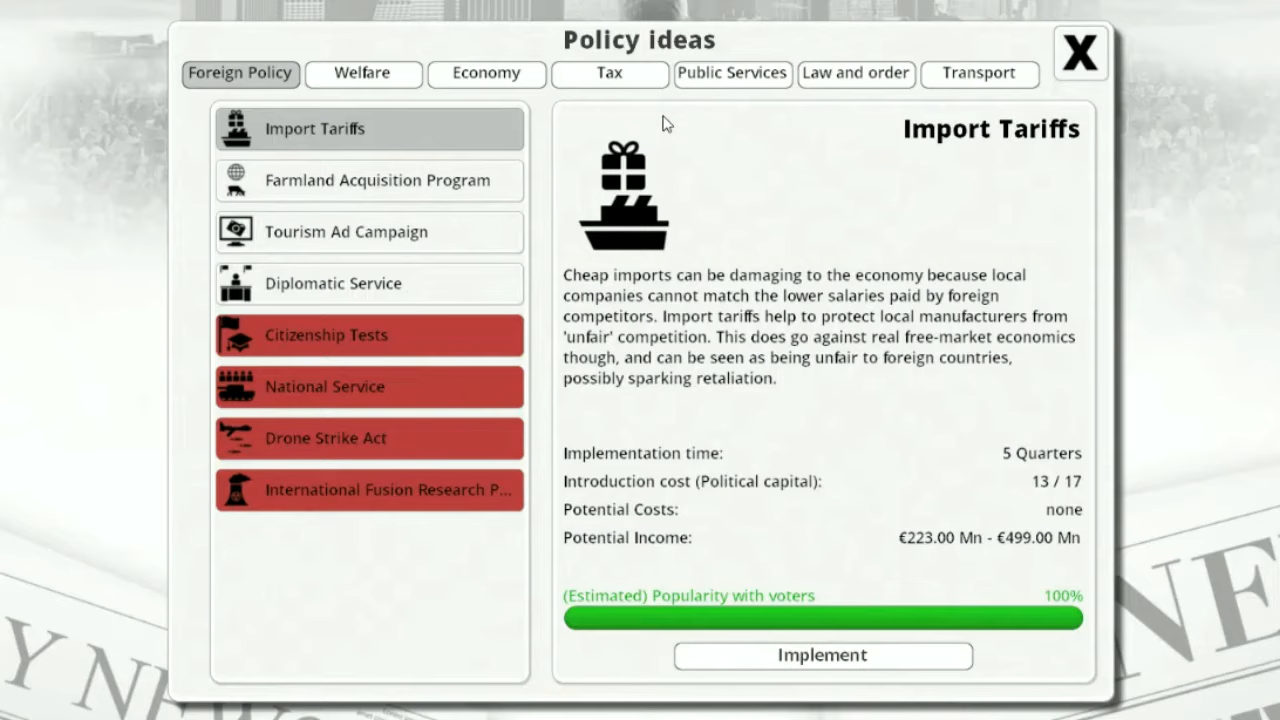 Policy ideas
X
Foreign Policy
Welfare
Economy
Tax
Public Services
Law and order
Transport
Import Tariffs
Farmland Acquisition Program
Tourism Ad Campaign
Diplomatic Service
Citizenship Tests
National Service
Drone Strike Act
International Fusion Research P...
Import Tariffs
Cheap imports can be damaging to the economy because local
companies cannot match the lower salaries paid by foreign
competitors. Import tariffs help to protect local manufacturers from
'unfair' competition. This does go against real free-market economics
though, and can be seen as being unfair to foreign countries,
possibly sparking retaliation.
Implementation time: 5 Quarters
Introduction cost (Political capital): 13 / 17
Potential Costs: none
Potential Income: €223.00 Mn - €499.00 Mn
(Estimated) Popularity with voters 100%
Implement
Y NEWS
NE